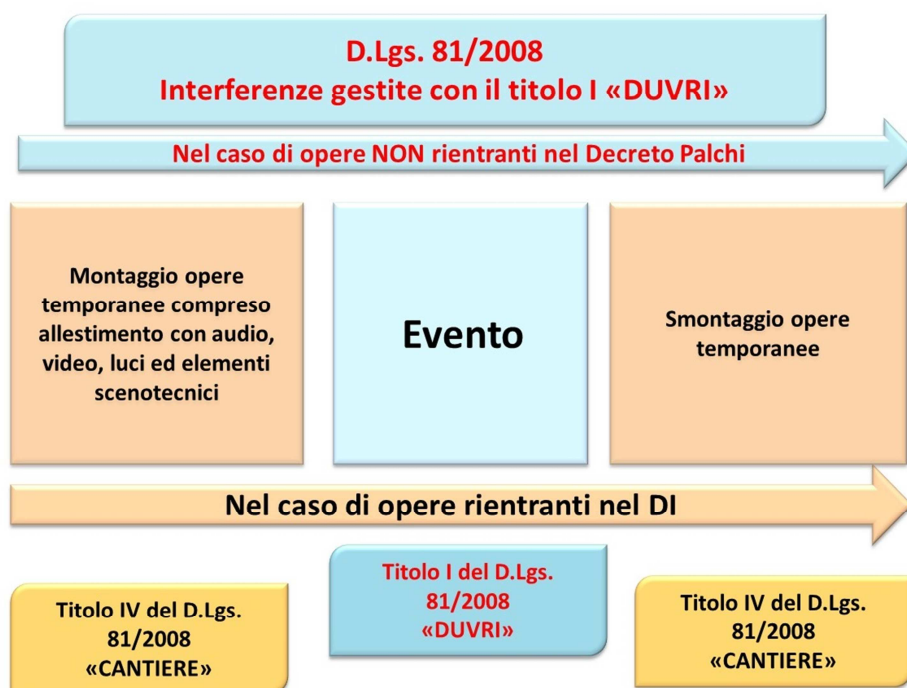 D.Lgs. 81/2008
Interferenze gestite con il titolo I «DUVRI»
Nel caso di opere NON rientranti nel Decreto Palchi
Montaggio opere
temporanee compreso
allestimento con audio,
video, luci ed elementi
scenotecnici
Evento
Smontaggio opere
temporanee
Nel caso di opere rientranti nel DI
Titolo IV del D.Lgs.
81/2008
«CANTIERE»
Titolo I del D.Lgs.
81/2008
«DUVRI»
Titolo IV del D.Lgs.
81/2008
«CANTIERE»